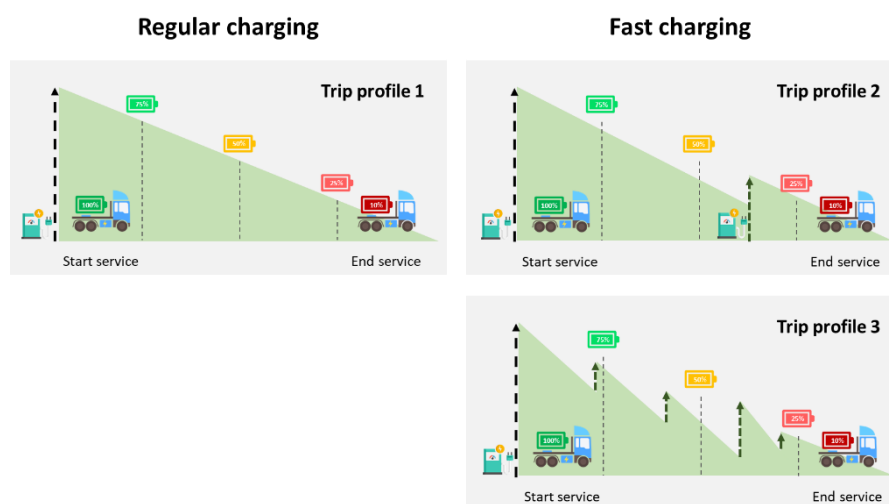 Regular charging
Fast charging
Trip profile 1
75%
50%
25%
100%
10%
Start service
End service
Trip profile 2
75%
50%
25%
100%
10%
Start service
End service
Trip profile 3
75%
50%
25%
100%
10%
Start service
End service